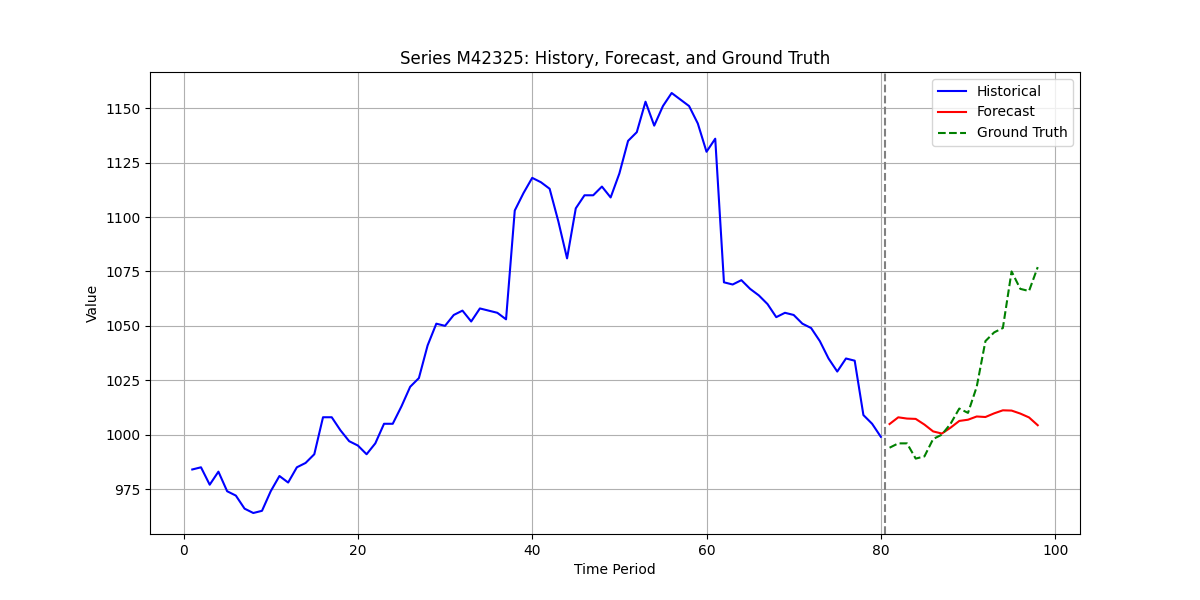 Series M42325: History, Forecast, and Ground Truth
Historical
Forecast
Ground Truth
1150
1125
1100
1075
1050
1025
1000
975
Value
0 20 40 60 80 100
Time Period